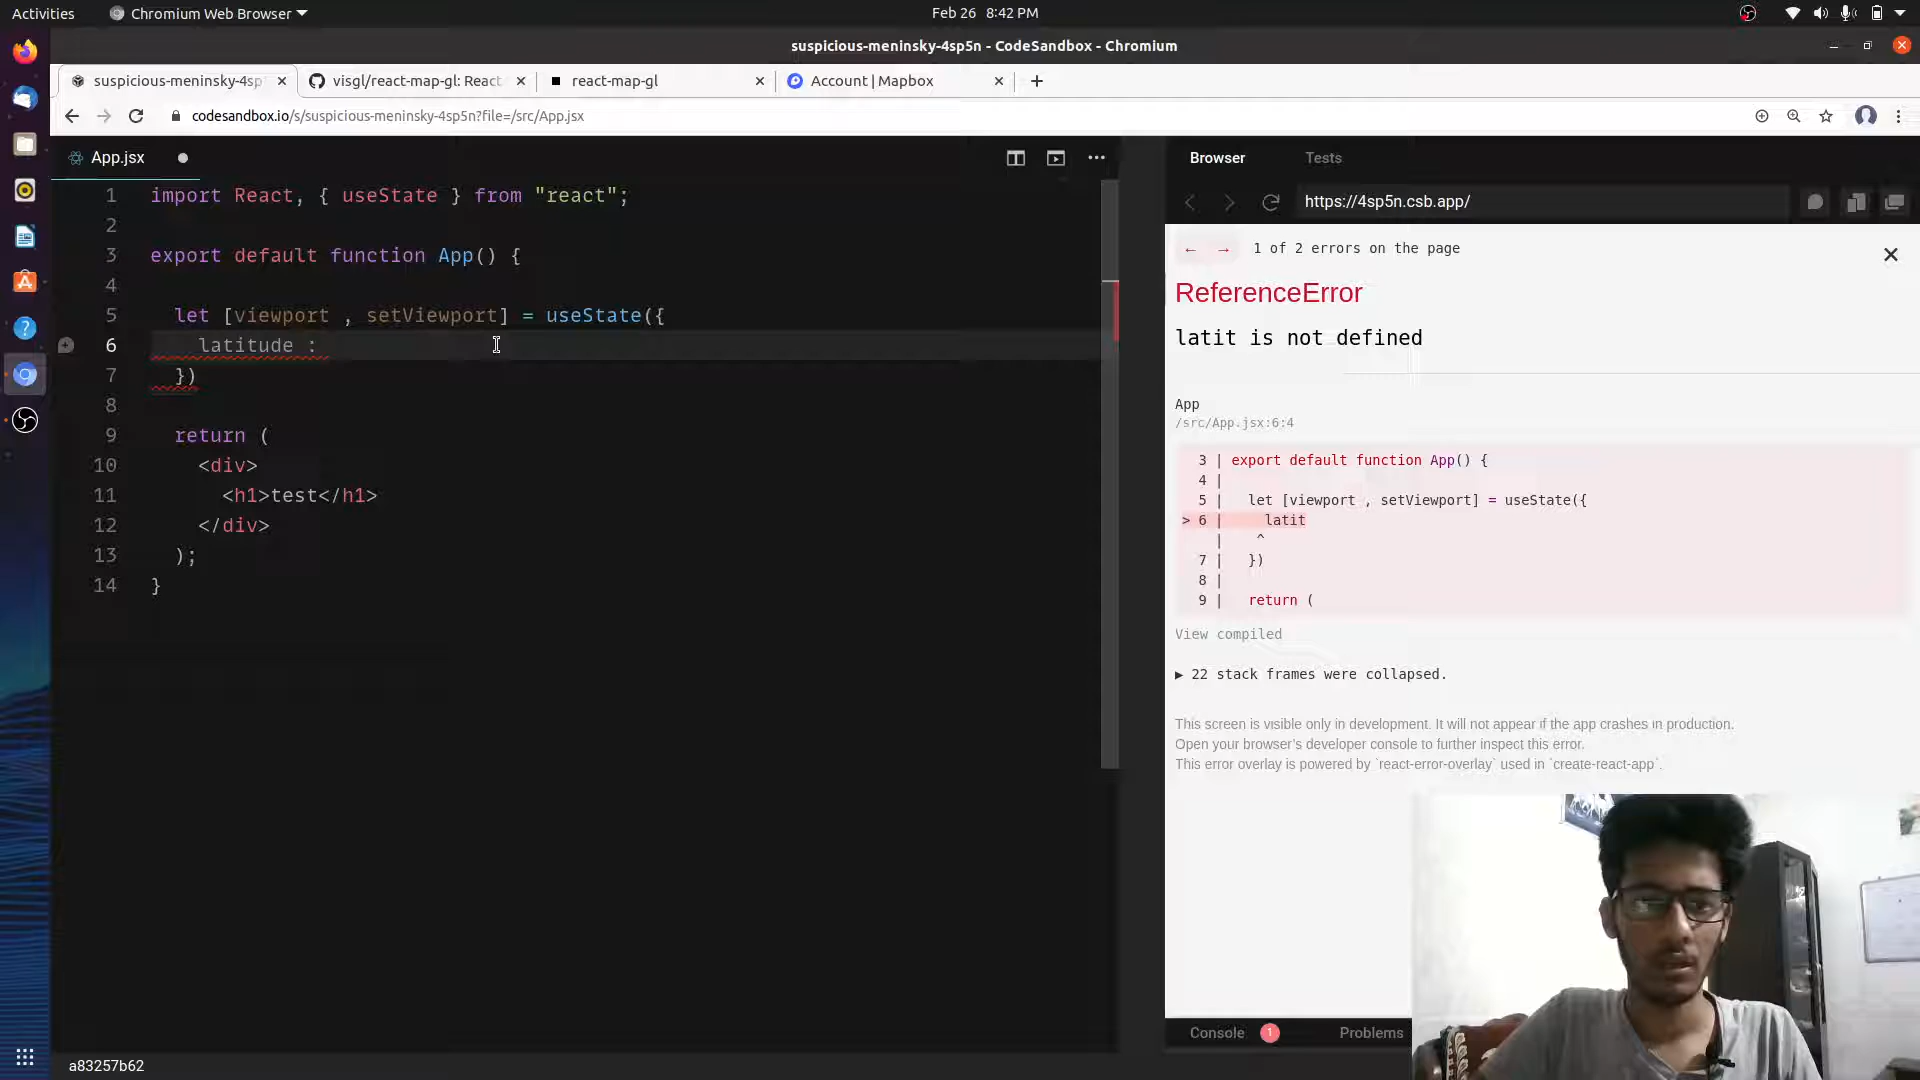 Activities
Chromium Web Browser
Feb 26 8:42 PM
suspicious-meninsky-4sp5n - CodeSandbox - Chromium
suspicious-meninsky-4sp
visgl/react-map-gl: React
react-map-gl
Account | Mapbox
codesandbox.io/s/suspicious-meninsky-4sp5n?file=/src/App.jsx
App.jsx
1 import React, { useState } from "react";
2
3 export default function App() {
4
5 let [viewport , setViewport] = useState({
6 latitude :
7 })
8
9 return (
10 <div>
11 <h1>test</h1>
12 </div>
13 );
14 }
a83257b62
Browser
Tests
https://4sp5n.csb.app/
← → 1 of 2 errors on the page
ReferenceError
latit is not defined
App
/src/App.jsx:6:4
3 | export default function App() {
4 |
5 | let [viewport , setViewport] = useState({
> 6 | latit
| ^
7 | })
8 |
9 | return (
View compiled
▶ 22 stack frames were collapsed.
This screen is visible only in development. It will not appear if the app crashes in production.
Open your browser's developer console to further inspect this error.
This error overlay is powered by `react-error-overlay` used in `create-react-app`.
Console 1
Problems